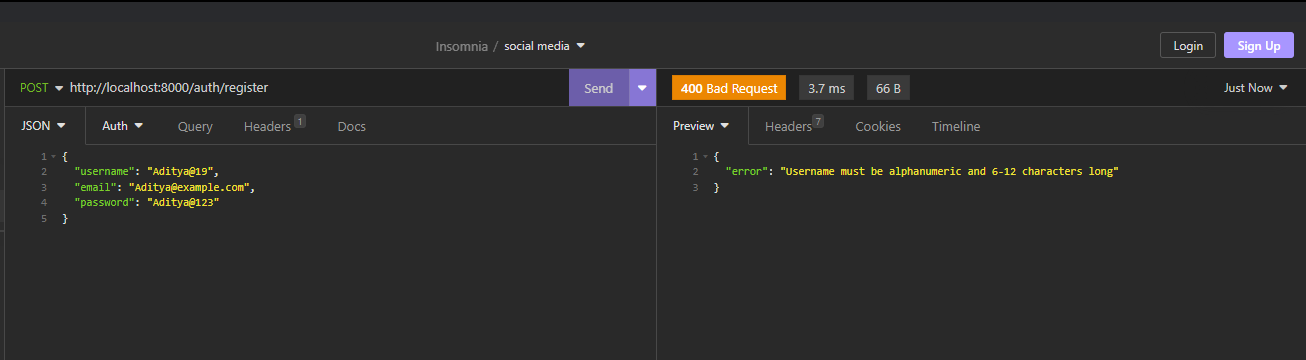 Insomnia / social media
Login
Sign Up
POST http://localhost:8000/auth/register
Send
400 Bad Request
3.7 ms
66 B
Just Now
JSON
Auth
Query
Headers 1
Docs
Preview
Headers 7
Cookies
Timeline
1 {
2 "username": "Aditya@19",
3 "email": "Aditya@example.com",
4 "password": "Aditya@123"
5 }
1 {
2 "error": "Username must be alphanumeric and 6-12 characters long"
3 }